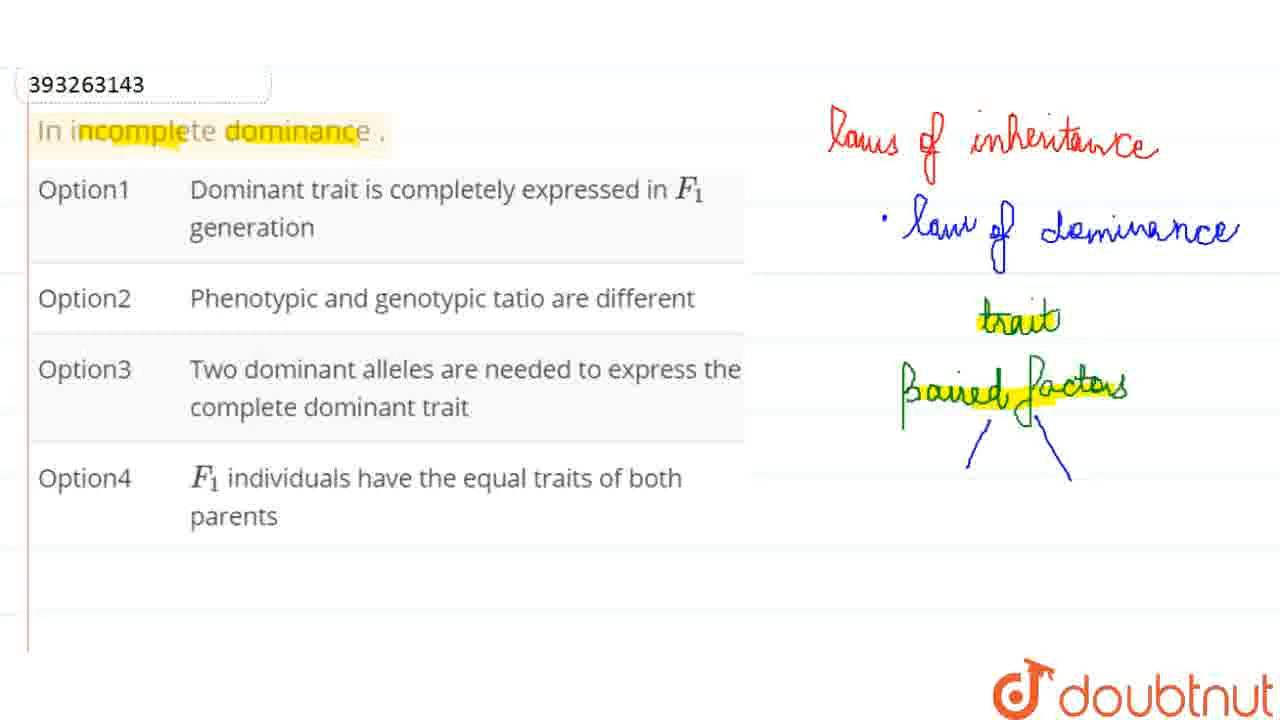 393263143
In incomplete dominance .
Option1 Dominant trait is completely expressed in F₁
generation
Option2 Phenotypic and genotypic tatio are different
Option3 Two dominant alleles are needed to express the
complete dominant trait
Option4 F₁ individuals have the equal traits of both
parents
laws of inheritance
• law of dominance
trait
Paired factors
doubtnut